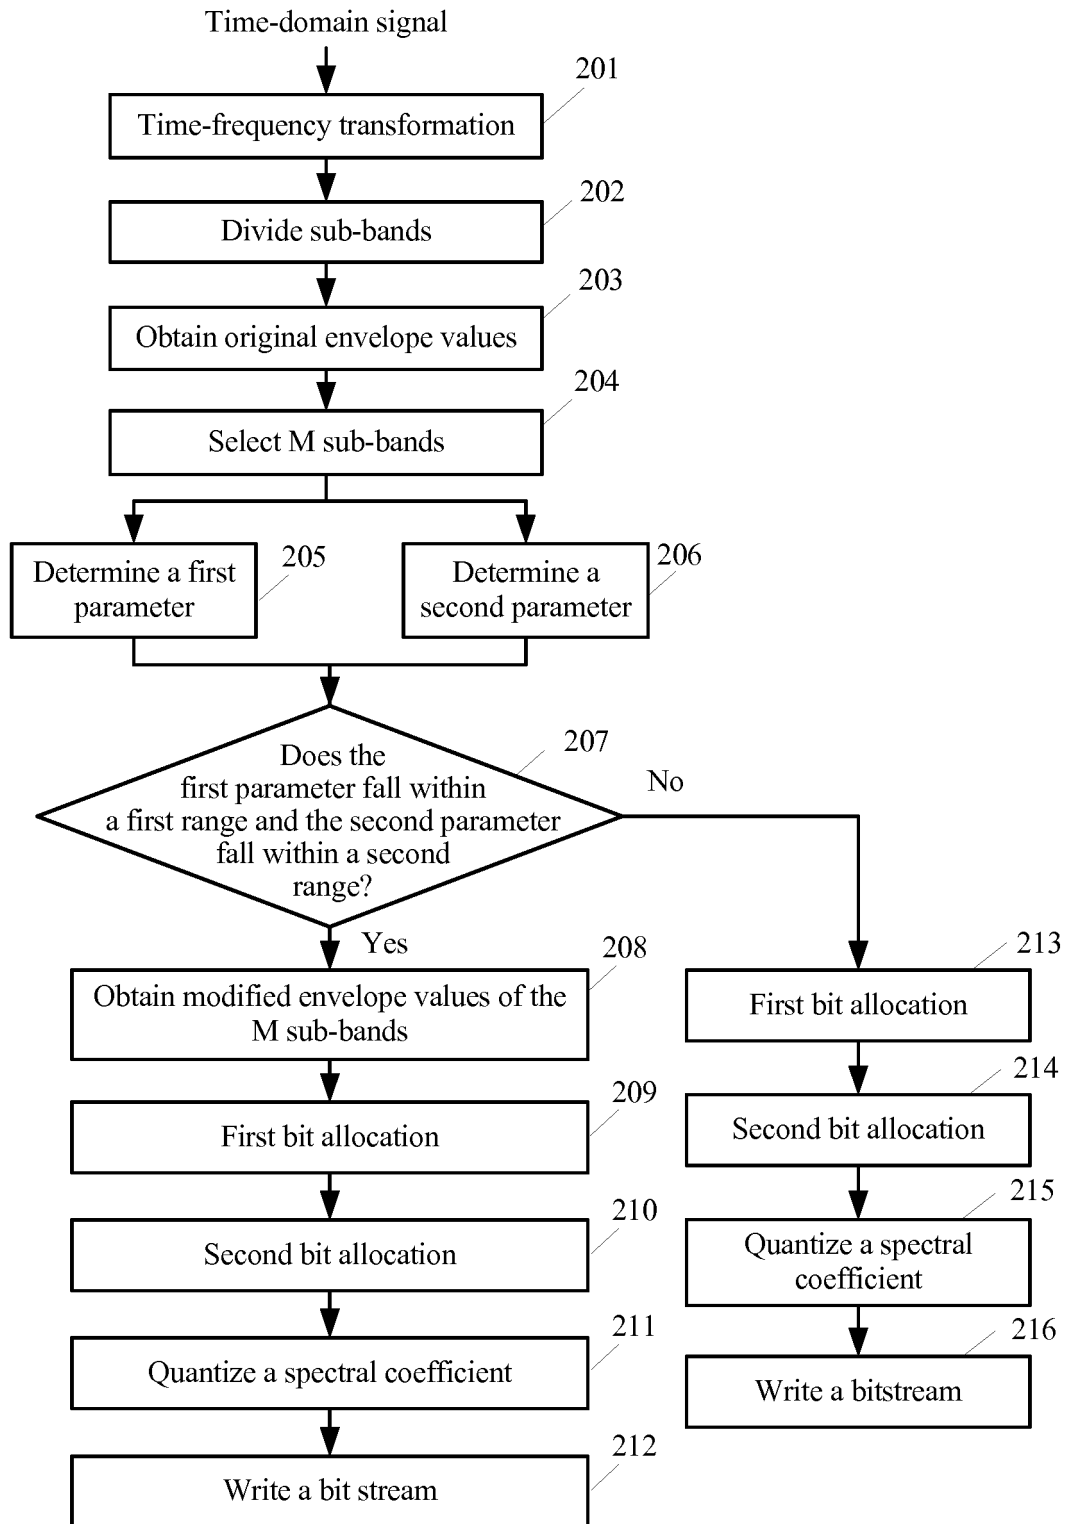 Time-domain signal
201
Time-frequency transformation
202
Divide sub-bands
203
Obtain original envelope values
204
Select M sub-bands
205
Determine a first
parameter
206
Determine a
second parameter
207
Does the
first parameter fall within
a first range and the second parameter
fall within a second
range?
No
Yes
208
Obtain modified envelope values of the
M sub-bands
209
First bit allocation
210
Second bit allocation
211
Quantize a spectral coefficient
212
Write a bit stream
213
First bit allocation
214
Second bit allocation
215
Quantize a spectral
coefficient
216
Write a bitstream